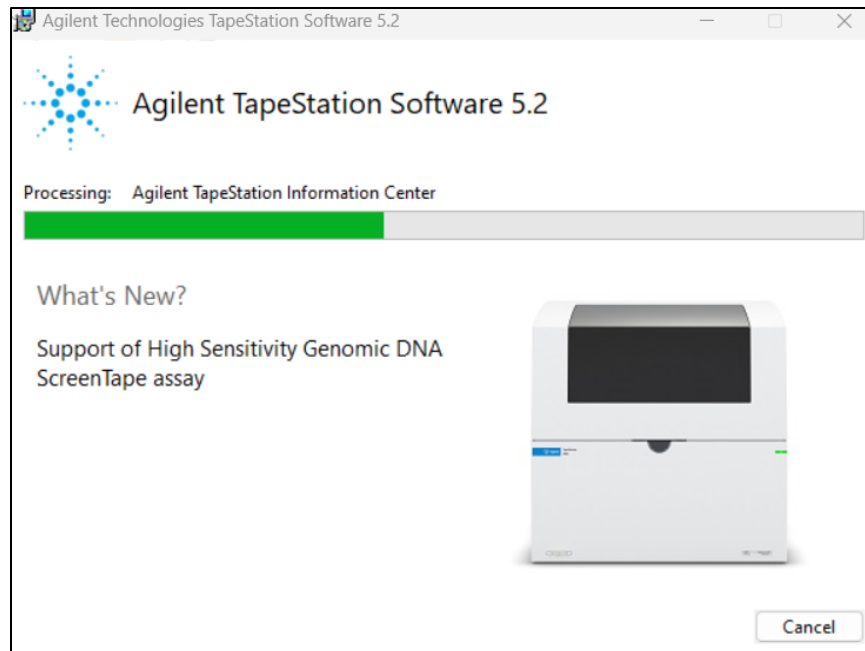 Agilent Technologies TapeStation Software 5.2
Agilent TapeStation Software 5.2
Processing: Agilent TapeStation Information Center
What's New?
Support of High Sensitivity Genomic DNA
ScreenTape assay
Cancel